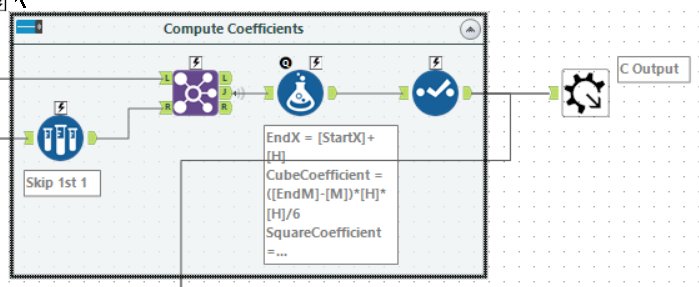 Compute Coefficients
C Output
L
L
J
R
R
Q
Skip 1st 1
EndX = [StartX]+
[H]
CubeCoefficient =
([EndM]-[M])*[H]*
[H]/6
SquareCoefficient
=...